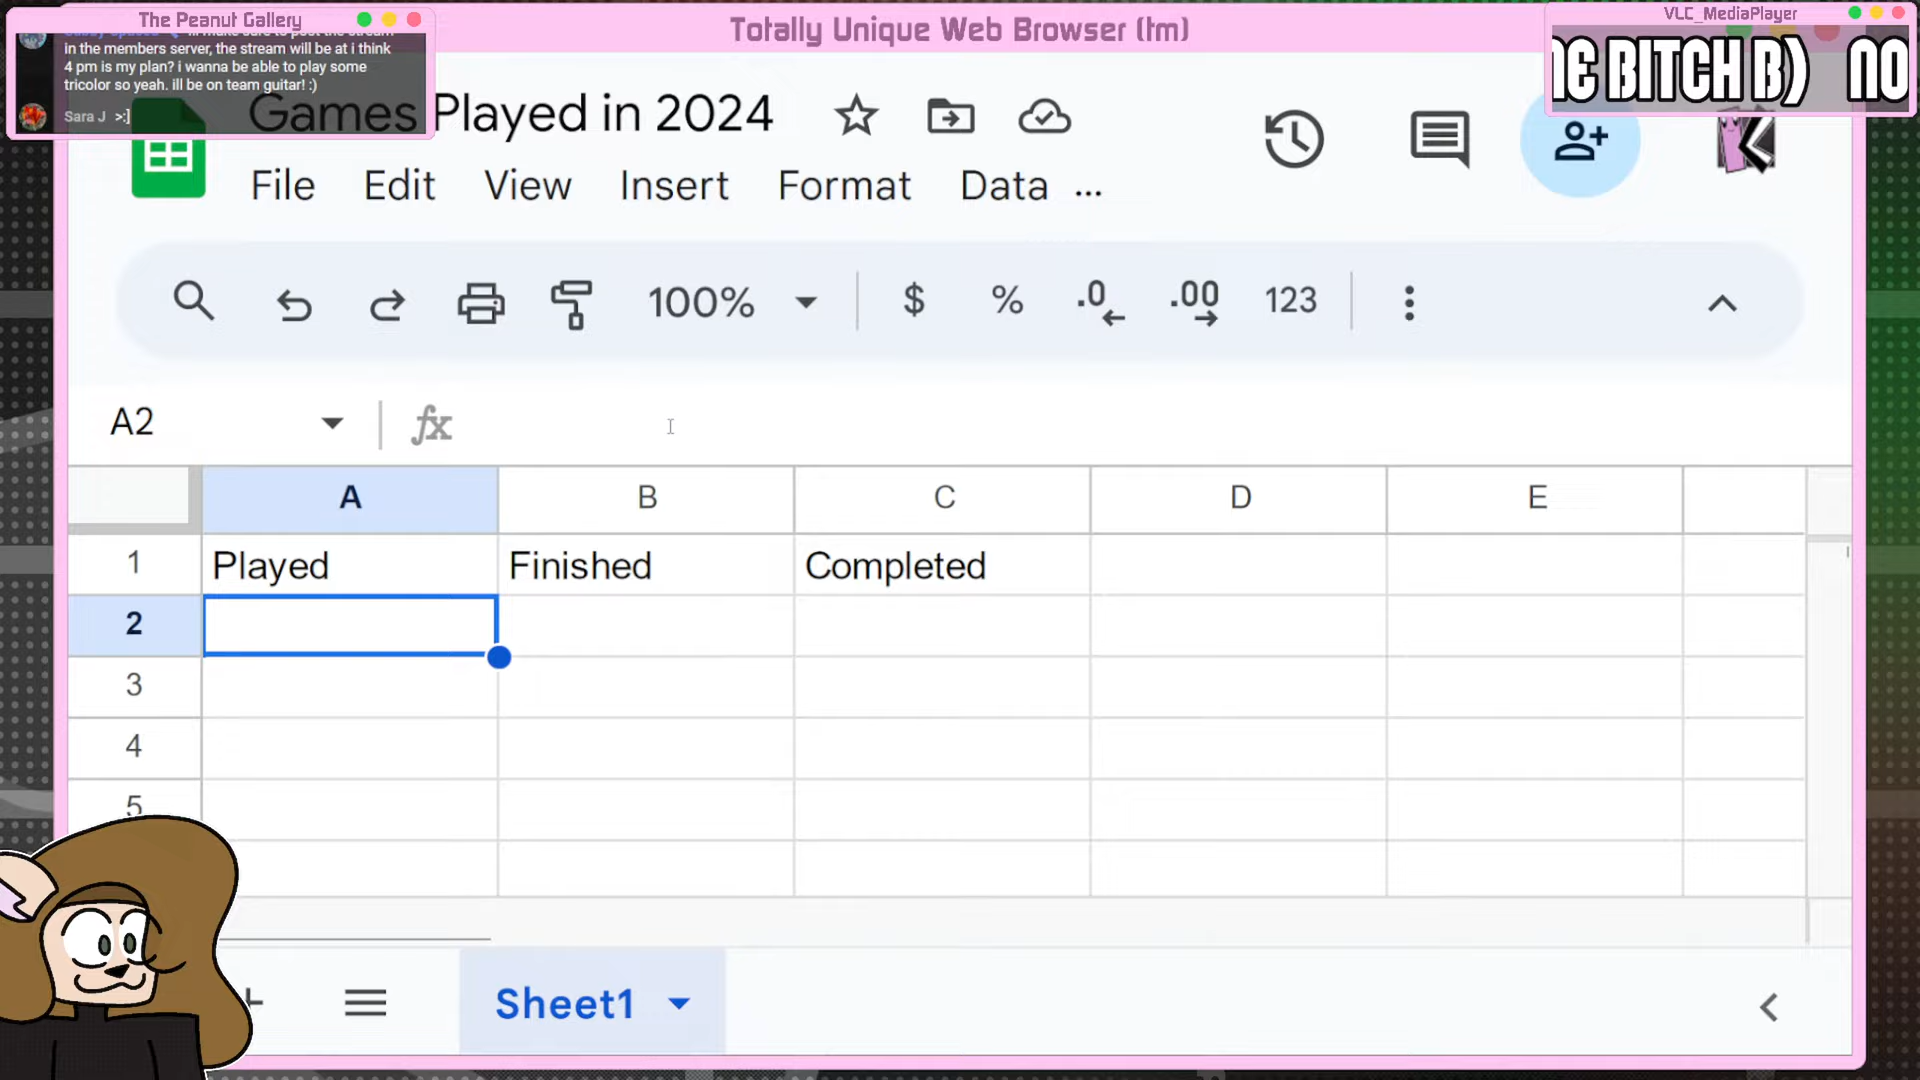 The Peanut Gallery
in the members server, the stream will be at i think
4 pm is my plan? i wanna be able to play some
tricolor so yeah. ill be on team guitar! :)
Sara J >:]
Totally Unique Web Browser (tm)
VLC_MediaPlayer
BITCH B) NO
Games Played in 2024
File Edit View Insert Format Data ...
100% $ % .0 .00 123
A2 fx
A B C D E
1 Played Finished Completed
2
3
4
5
Sheet1